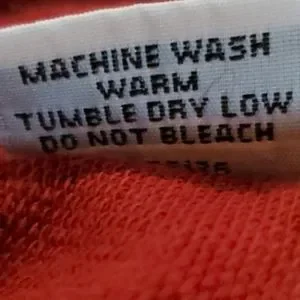 MACHINE WASH
WARM
TUMBLE DRY LOW
DO NOT BLEACH